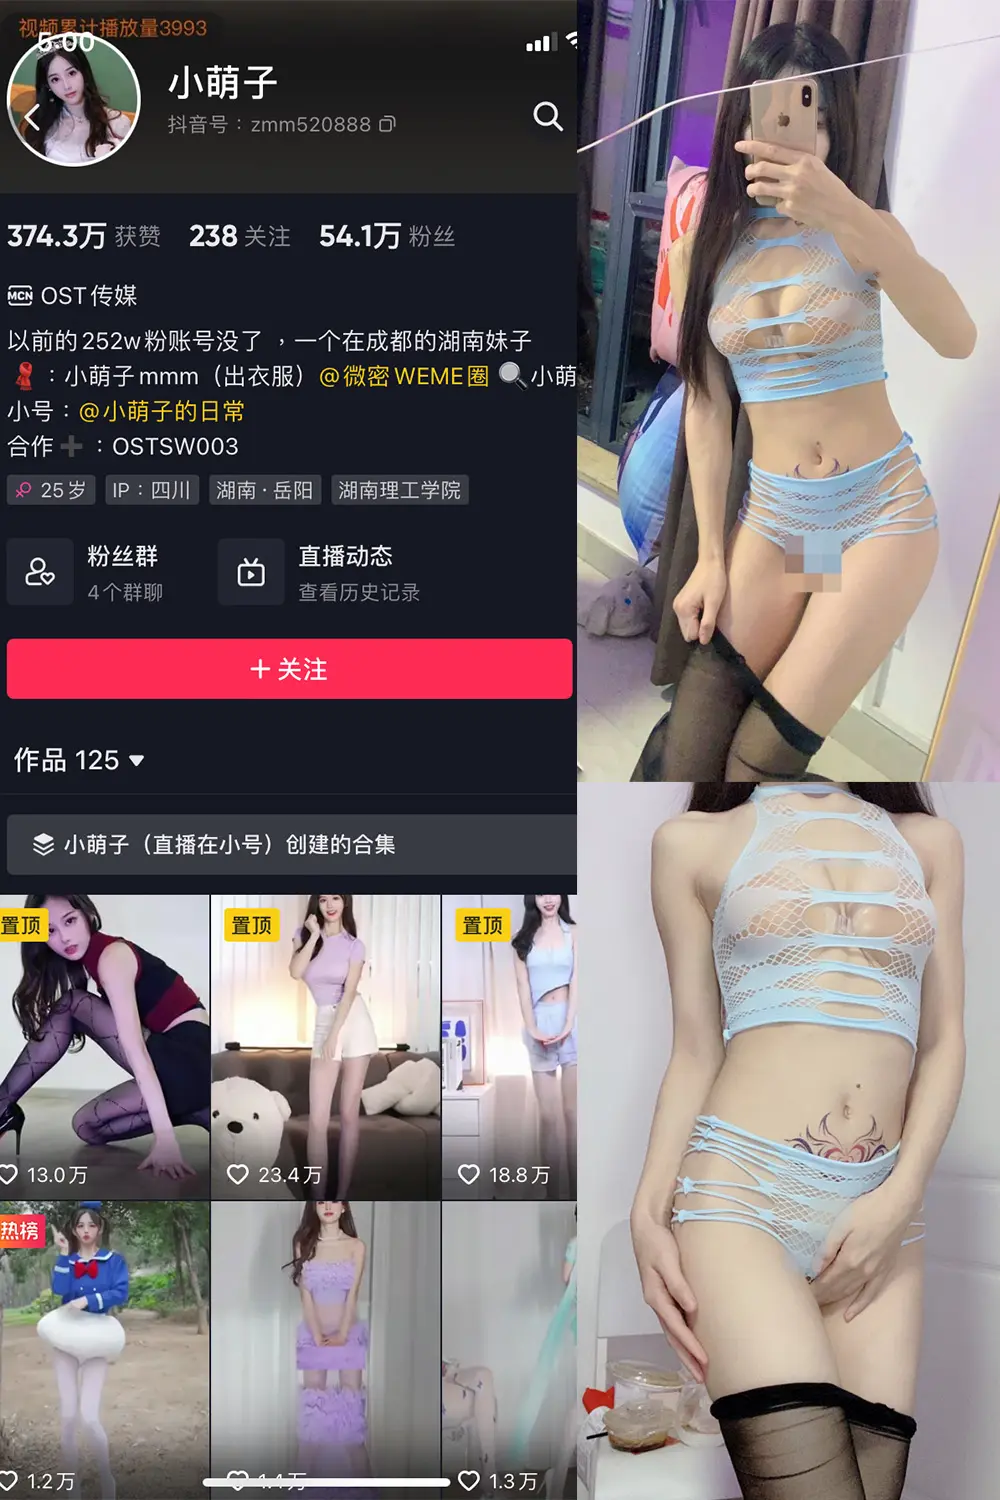 视频累计播放量3993
5:00
小萌子
抖音号：zmm520888
374.3万 获赞 238 关注 54.1万 粉丝
MCN OST传媒
以前的252w粉账号没了，一个在成都的湖南妹子
：小萌子mmm（出衣服）@微密WEME圈 🔍小萌
小号：@小萌子的日常
合作➕：OSTSW003
25岁 IP：四川 湖南·岳阳 湖南理工学院
粉丝群
4个群聊
直播动态
查看历史记录
＋关注
作品 125
小萌子（直播在小号）创建的合集
置顶 置顶 置顶
13.0万 23.4万 18.8万
热榜
1.2万 1.4万 1.3万